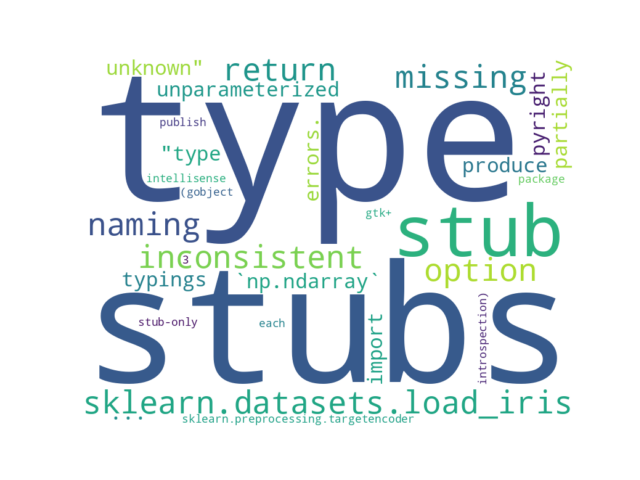 unknown"
return
missing
unparameterized
type
publish
"type
errors.
pyright
partially
produce
intellisense
(gobject
package
gtk+
naming
stub
inconsistent
3
option
typings
`np.ndarray`
stubs
stub-only
each
import
introspection)
sklearn.datasets.load_iris
...
sklearn.preprocessing.targetencoder